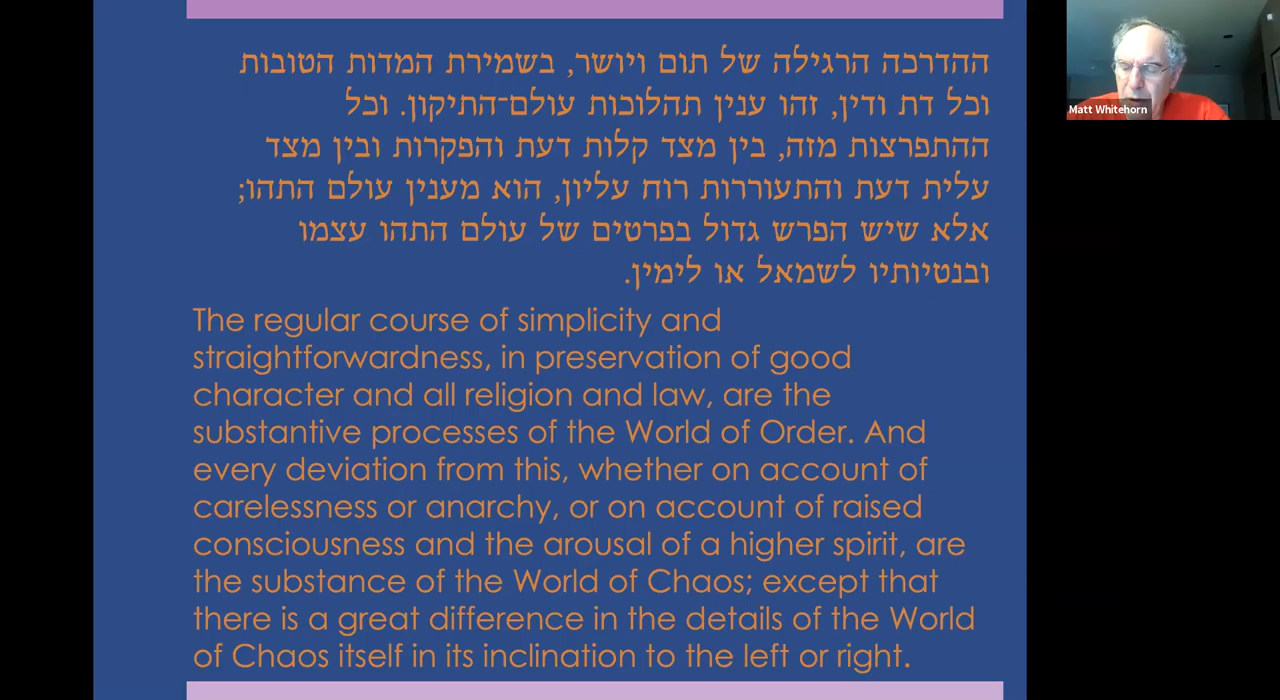 ההדרכה הרגילה של תום ויושר, בשמירת המדות הטובות
וכל דת ודין, זהו ענין תהלוכות עולם־התיקון. וכל
ההתפרצות מזה, בין מצד קלות דעת והפקרות ובין מצד
עלית דעת והתעוררות רוח עליון, הוא מענין עולם התהו;
אלא שיש הפרש גדול בפרטים של עולם התהו עצמו
ובנטיותיו לשמאל או לימין.
The regular course of simplicity and
straightforwardness, in preservation of good
character and all religion and law, are the
substantive processes of the World of Order. And
every deviation from this, whether on account of
carelessness or anarchy, or on account of raised
consciousness and the arousal of a higher spirit, are
the substance of the World of Chaos; except that
there is a great difference in the details of the World
of Chaos itself in its inclination to the left or right.
Matt Whitehorn